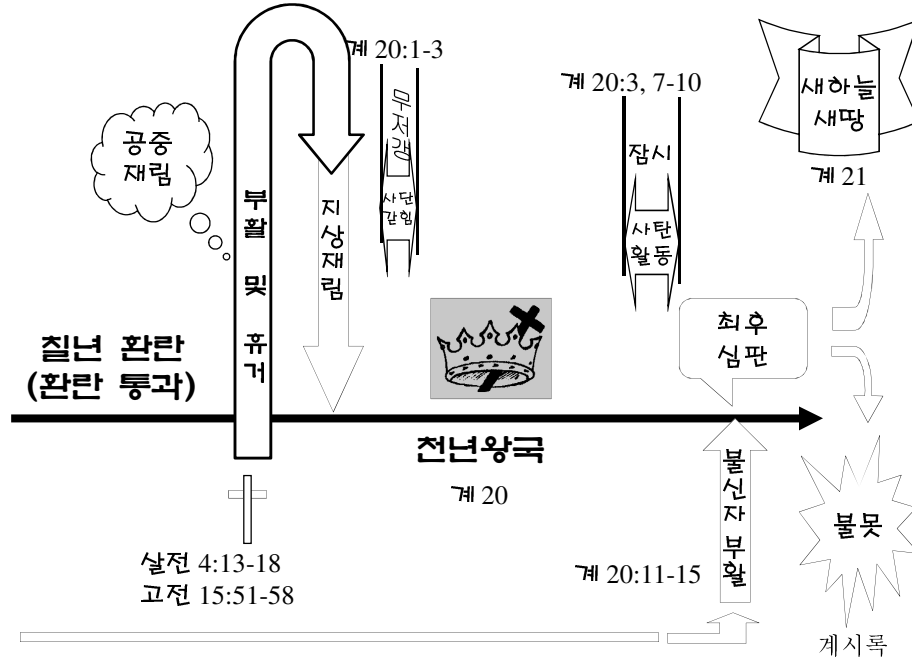 계 20:1-3
계 20:3, 7-10
새하늘
새땅
계 21
공중
재림
부활 및 휴거
지상재림
무저갱
사단
갇힘
잠시
사탄
활동
최후
심판
칠년 환란
(환란 통과)
천년왕국
계 20
불신자 부활
불못
살전 4:13-18
고전 15:51-58
계 20:11-15
계시록